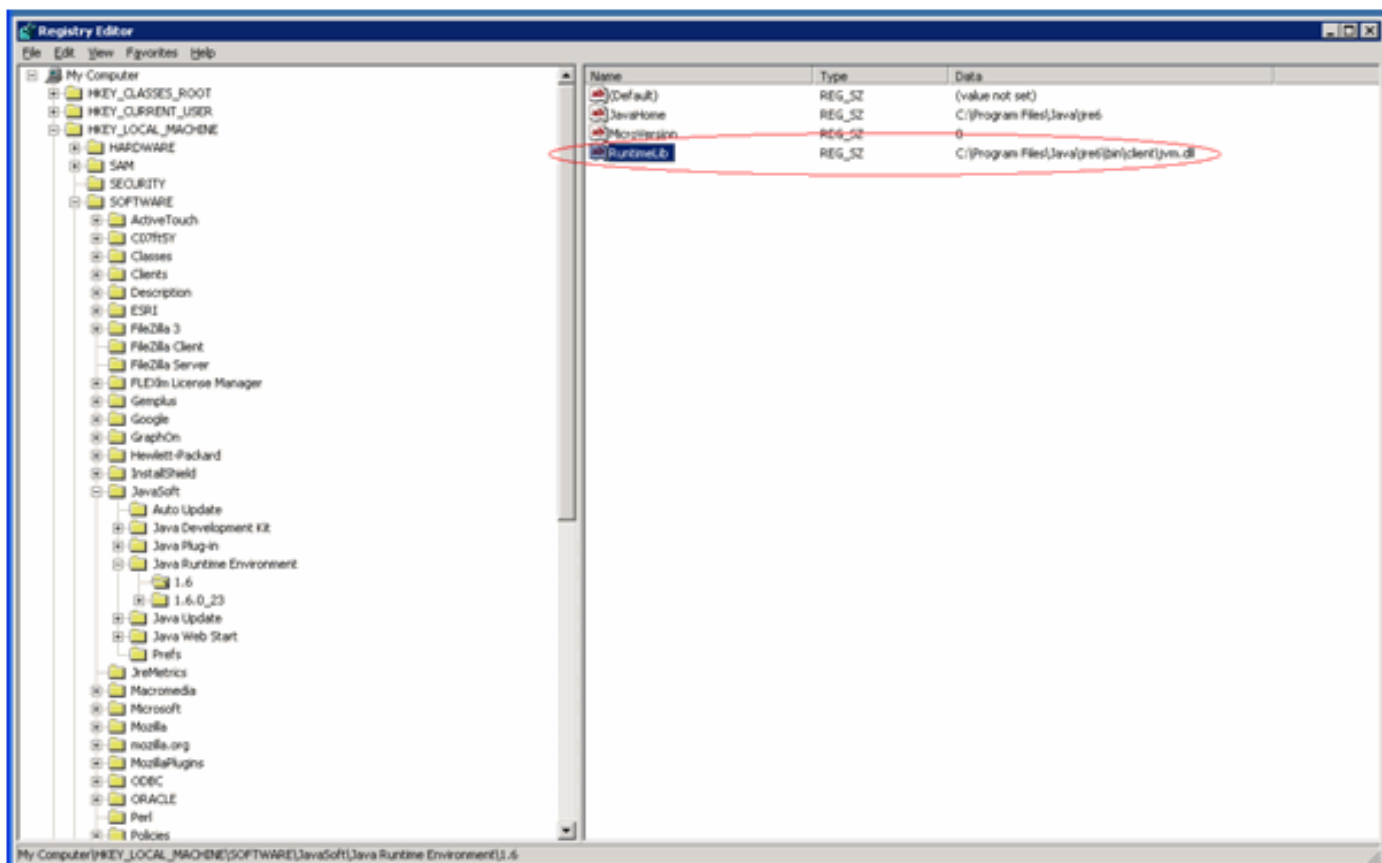 Registry Editor
File Edit View Favorites Help
My Computer
HKEY_CLASSES_ROOT
HKEY_CURRENT_USER
HKEY_LOCAL_MACHINE
HARDWARE
SAM
SECURITY
SOFTWARE
ActiveTouch
Classes
Clients
Description
ESRI
FileZilla 3
FileZilla Client
FileZilla Server
FLEXlm License Manager
Gemplus
Google
GraphOn
Hewlett-Packard
InstallShield
JavaSoft
Auto Update
Java Development Kit
Java Plug-in
Java Runtime Environment
1.6
1.6.0_23
Java Update
Java Web Start
Prefs
JreMetrics
Macromedia
Microsoft
Mozilla
mozilla.org
MozillaPlugins
ODBC
ORACLE
Perl
Policies
Name Type Data
(Default) REG_SZ (value not set)
JavaHome REG_SZ C:\Program Files\Java\jre6
MicroVersion REG_SZ 0
RuntimeLib REG_SZ C:\Program Files\Java\jre6\bin\client\jvm.dll
My Computer\HKEY_LOCAL_MACHINE\SOFTWARE\JavaSoft\Java Runtime Environment\1.6